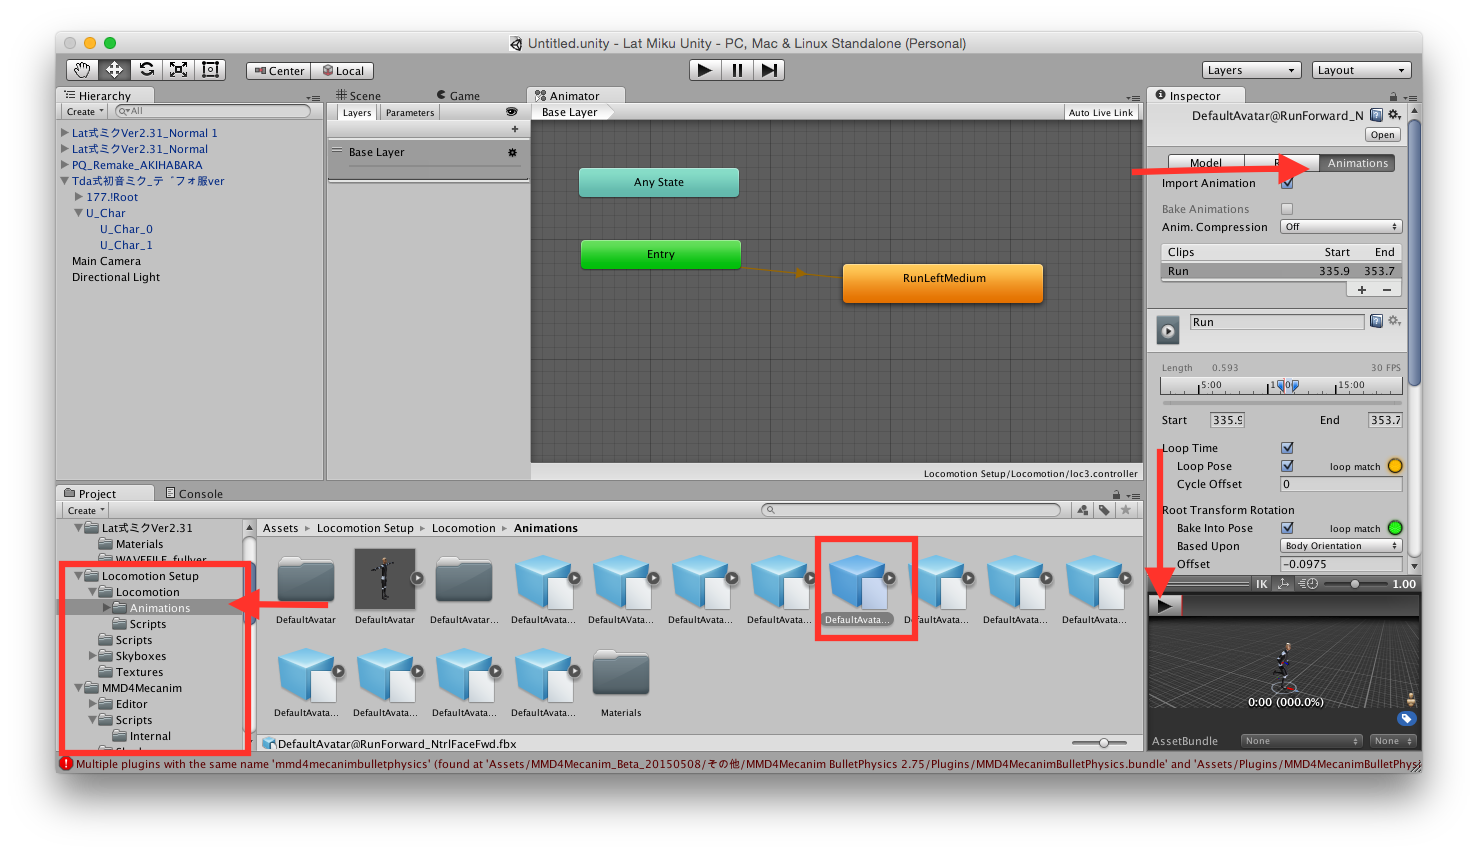 Untitled.unity - Lat Miku Unity - PC, Mac & Linux Standalone (Personal)
Center Local Layers Layout
Hierarchy
Create All
Lat式ミクVer2.31_Normal 1
Lat式ミクVer2.31_Normal
PQ_Remake_AKIHABARA
Tda式初音ミク_デフォ服ver
177.!Root
U_Char
U_Char_0
U_Char_1
Main Camera
Directional Light
Scene Game Animator
Layers Parameters
Base Layer
Base Layer Auto Live Link
Any State
Entry
RunLeftMedium
Locomotion Setup/Locomotion/loc3.controller
Inspector
DefaultAvatar@RunForward_N
Open
Model Animations
Import Animation
Bake Animations
Anim. Compression Off
Clips Start End
Run 335.9 353.7
Run
Length 0.593 30 FPS
5:00 15:00
Start 335.9 End 353.7
Loop Time
Loop Pose loop match
Cycle Offset 0
Root Transform Rotation
Bake Into Pose loop match
Based Upon Body Orientation
Offset -0.0975
IK 1.00
0:00 (000.0%)
AssetBundle None None
Project Console
Create
Lat式ミクVer2.31
Materials
WAVEFILE_fullver
Locomotion Setup
Locomotion
Animations
Scripts
Scripts
Skyboxes
Textures
MMD4Mecanim
Editor
Scripts
Internal
Assets Locomotion Setup Locomotion Animations
DefaultAvatar DefaultAvatar DefaultAvatar... DefaultAvata... DefaultAvata... DefaultAvata... DefaultAvata... DefaultAvata... DefaultAvata... DefaultAvata... DefaultAvata...
DefaultAvata... DefaultAvata... DefaultAvata... DefaultAvata... Materials
DefaultAvatar@RunForward_NtrlFaceFwd.fbx
Multiple plugins with the same name 'mmd4mecanimbulletphysics' (found at 'Assets/MMD4Mecanim_Beta_20150508/その他/MMD4Mecanim BulletPhysics 2.75/Plugins/MMD4MecanimBulletPhysics.bundle' and 'Assets/Plugins/MMD4MecanimBulletPhysi